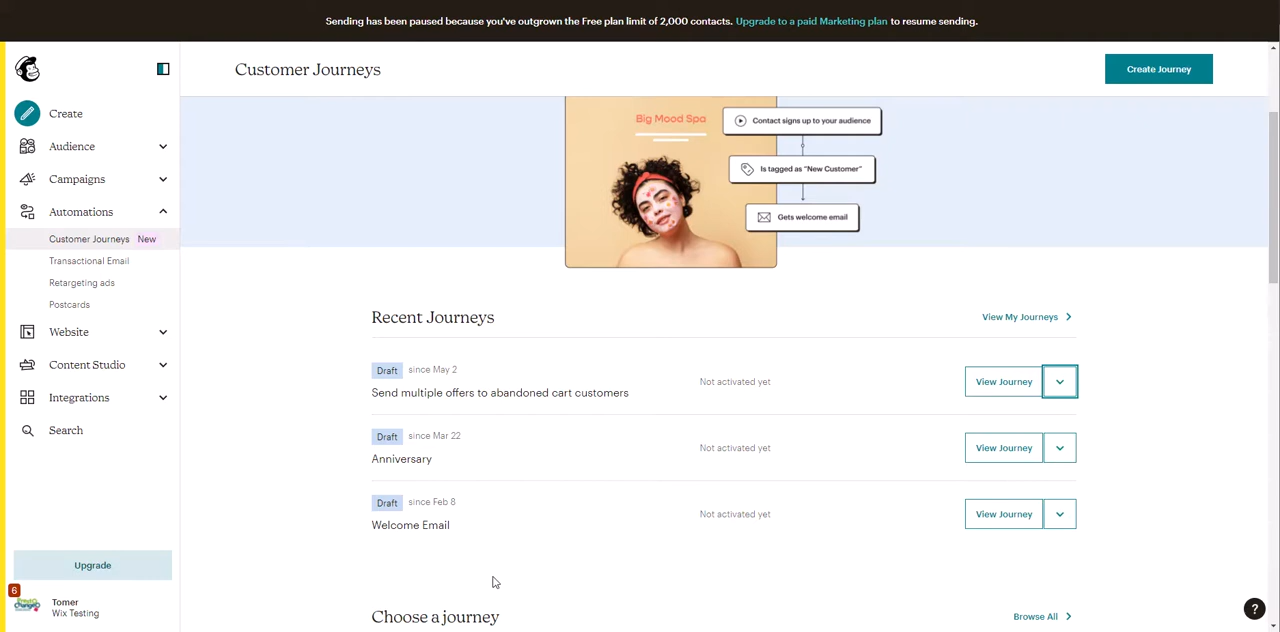 Sending has been paused because you've outgrown the Free plan limit of 2,000 contacts. Upgrade to a paid Marketing plan to resume sending.
Customer Journeys
Create Journey
Create
Audience
Campaigns
Automations
Customer Journeys New
Transactional Email
Retargeting ads
Postcards
Website
Content Studio
Integrations
Search
Upgrade
6
Tomer
Wix Testing
Big Mood Spa
Contact signs up to your audience
Is tagged as "New Customer"
Gets welcome email
Recent Journeys
View My Journeys
Draft since May 2
Send multiple offers to abandoned cart customers
Not activated yet
View Journey
Draft since Mar 22
Anniversary
Not activated yet
View Journey
Draft since Feb 8
Welcome Email
Not activated yet
View Journey
Choose a journey
Browse All
?